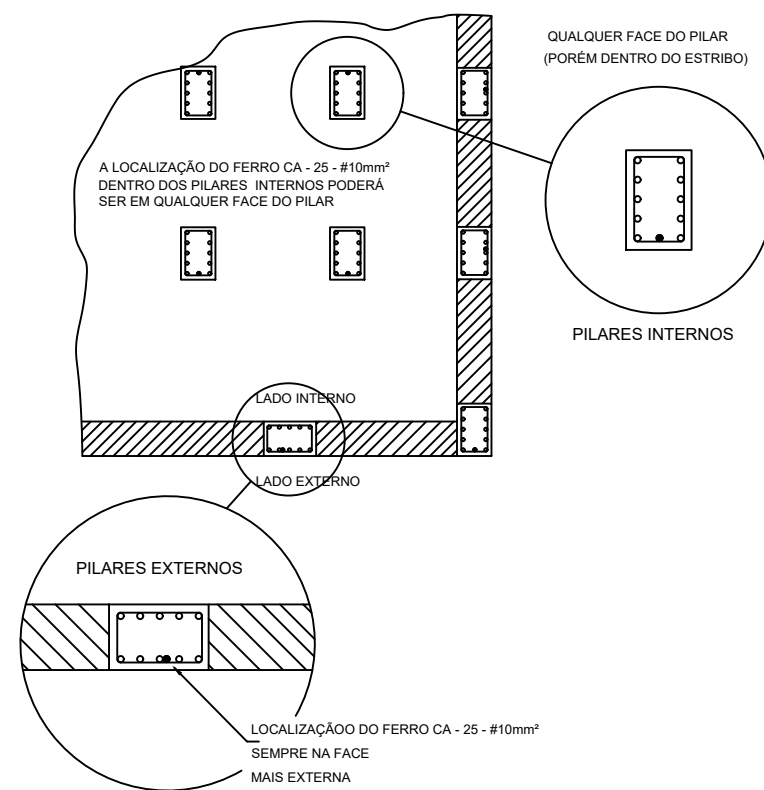 QUALQUER FACE DO PILAR
(PORÉM DENTRO DO ESTRIBO)
A LOCALIZAÇÃO DO FERRO CA - 25 - #10mm²
DENTRO DOS PILARES INTERNOS PODERÁ
SER EM QUALQUER FACE DO PILAR
PILARES INTERNOS
LADO INTERNO
LADO EXTERNO
PILARES EXTERNOS
LOCALIZAÇÃOO DO FERRO CA - 25 - #10mm²
SEMPRE NA FACE
MAIS EXTERNA